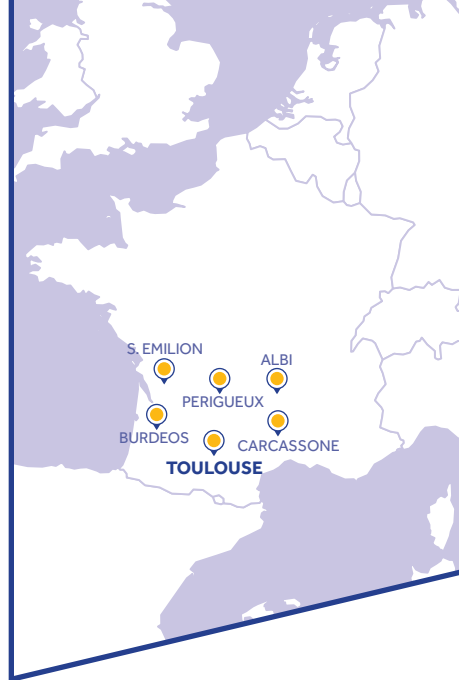 S. EMILION
ALBI
PERIGUEUX
BURDEOS
CARCASSONE
TOULOUSE